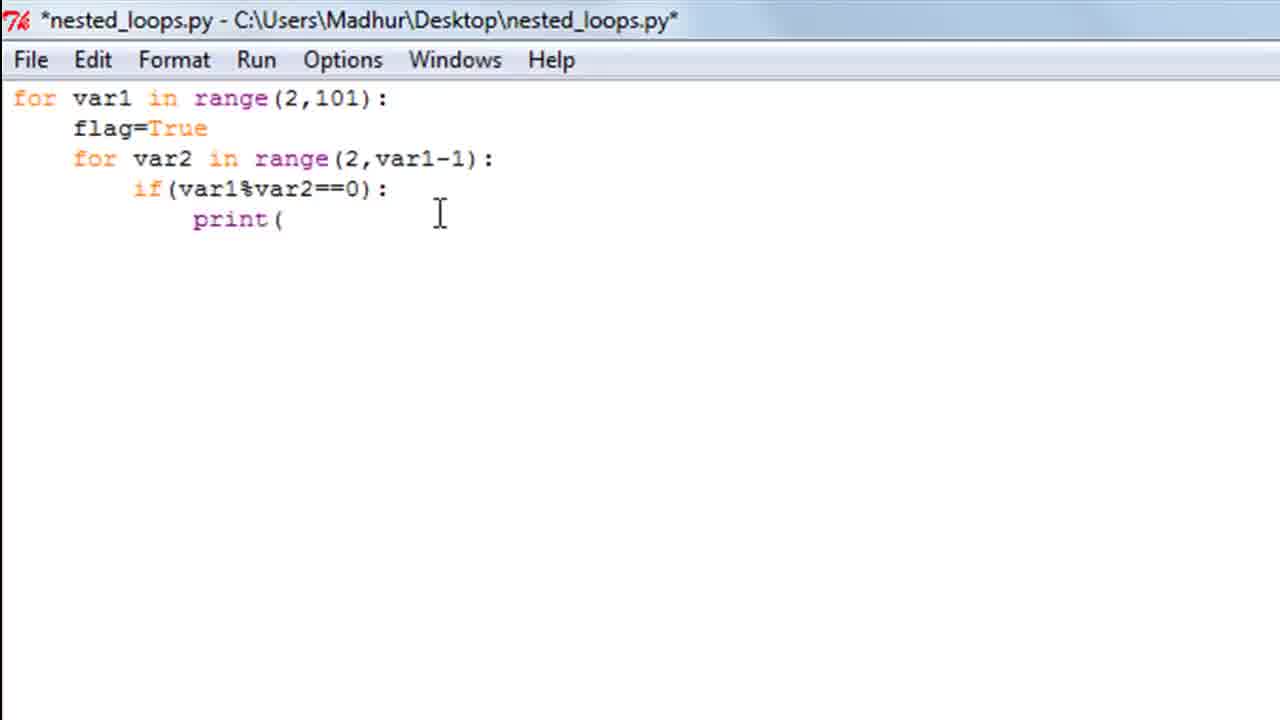 *nested_loops.py - C:\Users\Madhur\Desktop\nested_loops.py*
File Edit Format Run Options Windows Help
for var1 in range(2,101):
    flag=True
    for var2 in range(2,var1-1):
        if(var1%var2==0):
            print(